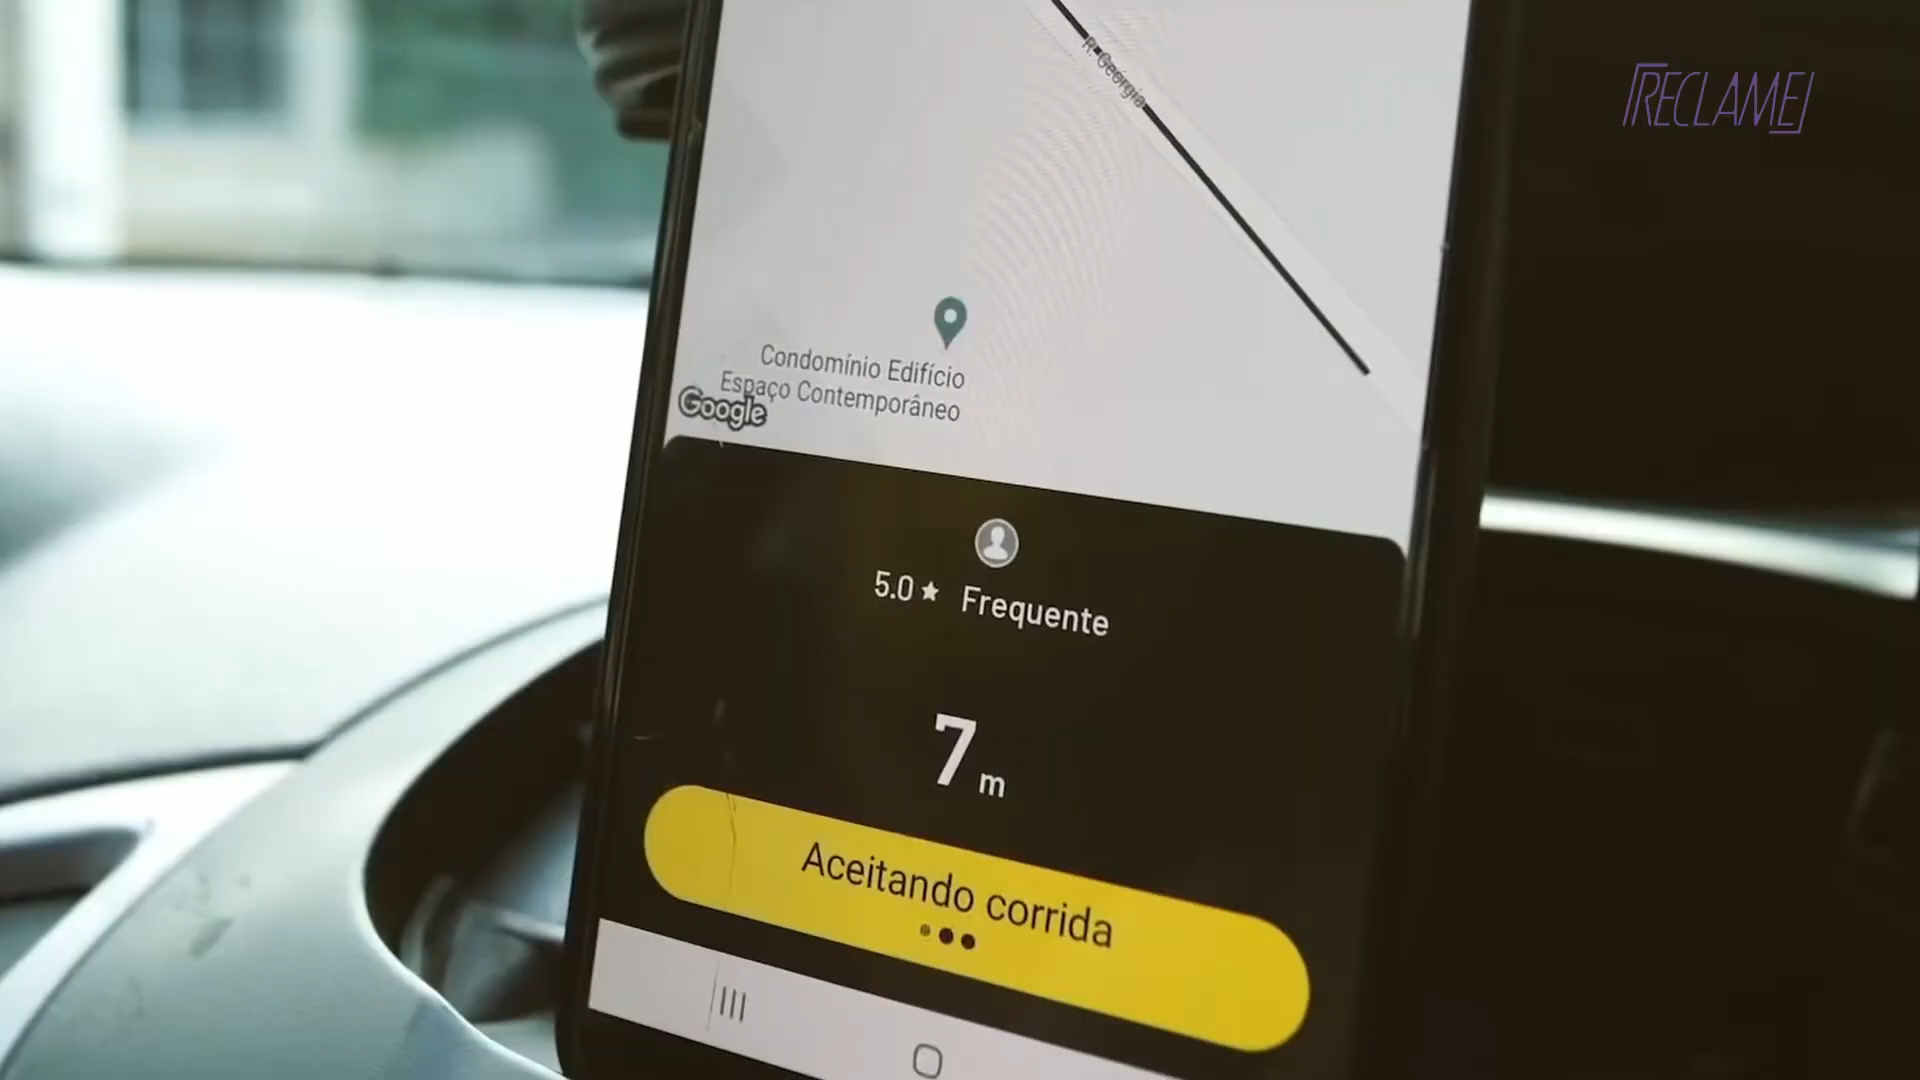 RECLAME
R. Geórgia
Condomínio Edifício
Espaço Contemporâneo
Google
5.0★ Frequente
7 m
Aceitando corrida